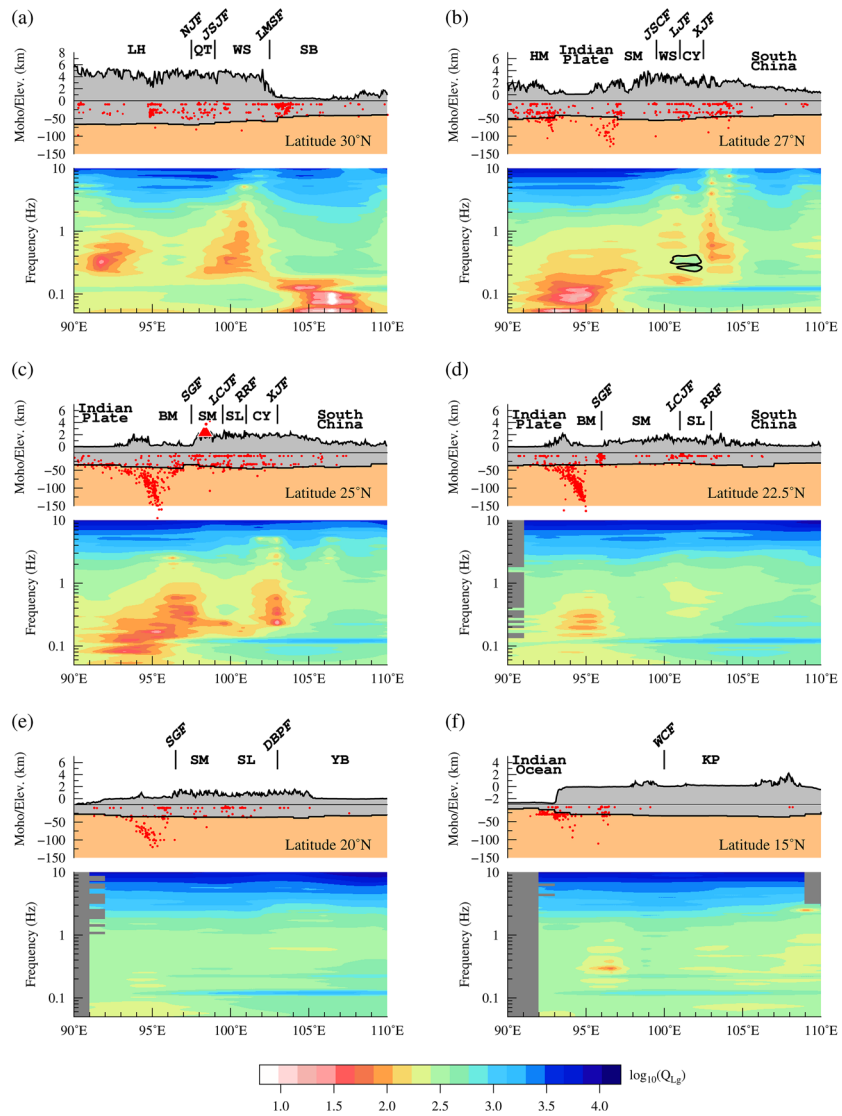 (a)
NJF JSJF LMSF
LH QT WS SB
8
6
4
2
0
0
−50
−100
−150
Moho/Elev. (km)
Latitude 30°N
10
1
0.1
Frequency (Hz)
90°E 95°E 100°E 105°E 110°E
(b)
JSCF LJF XJF
HM Indian Plate SM WS CY South China
6
4
2
0
0
−50
−100
−150
Moho/Elev. (km)
Latitude 27°N
10
1
0.1
Frequency (Hz)
90°E 95°E 100°E 105°E 110°E
(c)
SGF LCJF RRF XJF
Indian Plate BM SM SL CY South China
6
4
2
0
−50
−100
−150
Moho/Elev. (km)
Latitude 25°N
10
1
0.1
Frequency (Hz)
90°E 95°E 100°E 105°E 110°E
(d)
SGF LCJF RRF
Indian Plate BM SM SL South China
6
4
2
0
−50
−100
−150
Moho/Elev. (km)
Latitude 22.5°N
10
1
0.1
Frequency (Hz)
90°E 95°E 100°E 105°E 110°E
(e)
SGF DBPF
SM SL YB
6
4
2
0
−50
−100
−150
Moho/Elev. (km)
Latitude 20°N
10
1
0.1
Frequency (Hz)
90°E 95°E 100°E 105°E 110°E
(f)
WCF
Indian Ocean KP
6
4
2
0
−2
−50
−100
−150
Moho/Elev. (km)
Latitude 15°N
10
1
0.1
Frequency (Hz)
90°E 95°E 100°E 105°E 110°E
log10(QLg)
1.0 1.5 2.0 2.5 3.0 3.5 4.0